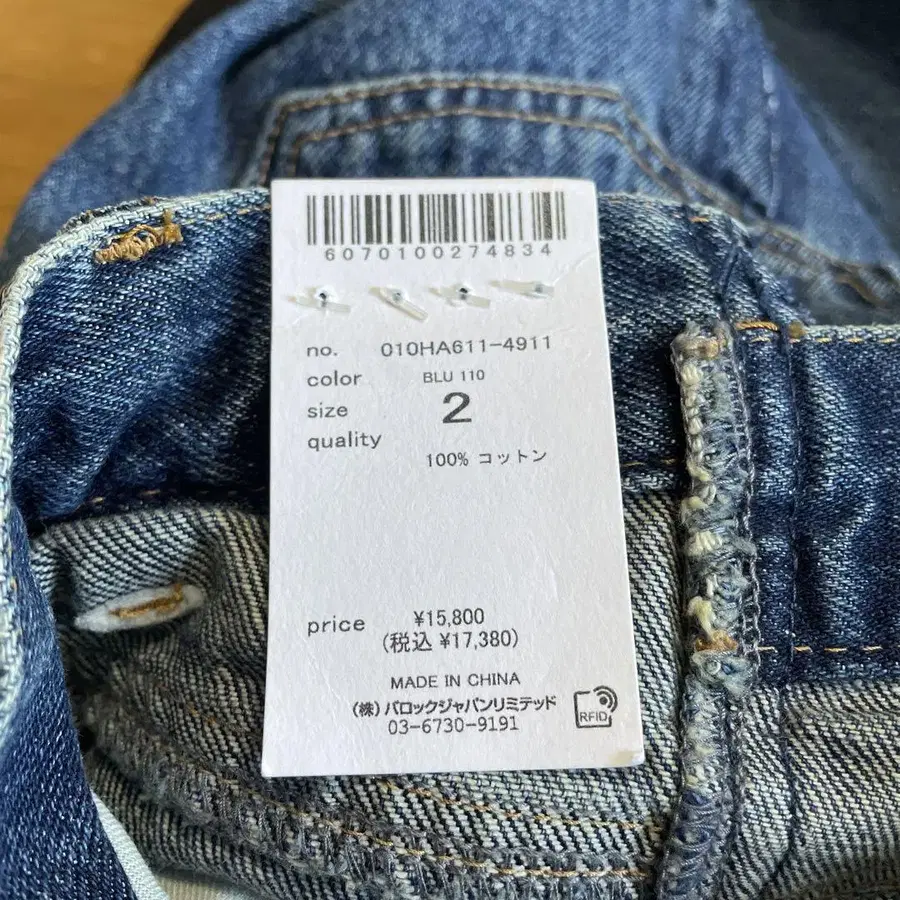 6070100274834
no. 010HA611-4911
color BLU 110
size 2
quality
100% コットン
price ¥15,800
(税込 ¥17,380)
MADE IN CHINA
(株) バロックジャパンリミテッド
03-6730-9191
RFID